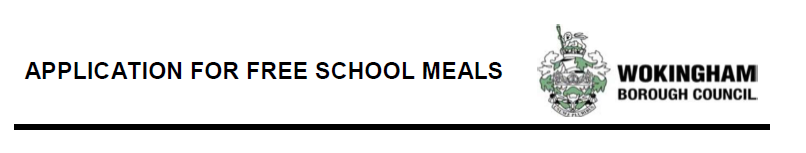 APPLICATION FOR FREE SCHOOL MEALS
WOKINGHAM
BOROUGH COUNCIL